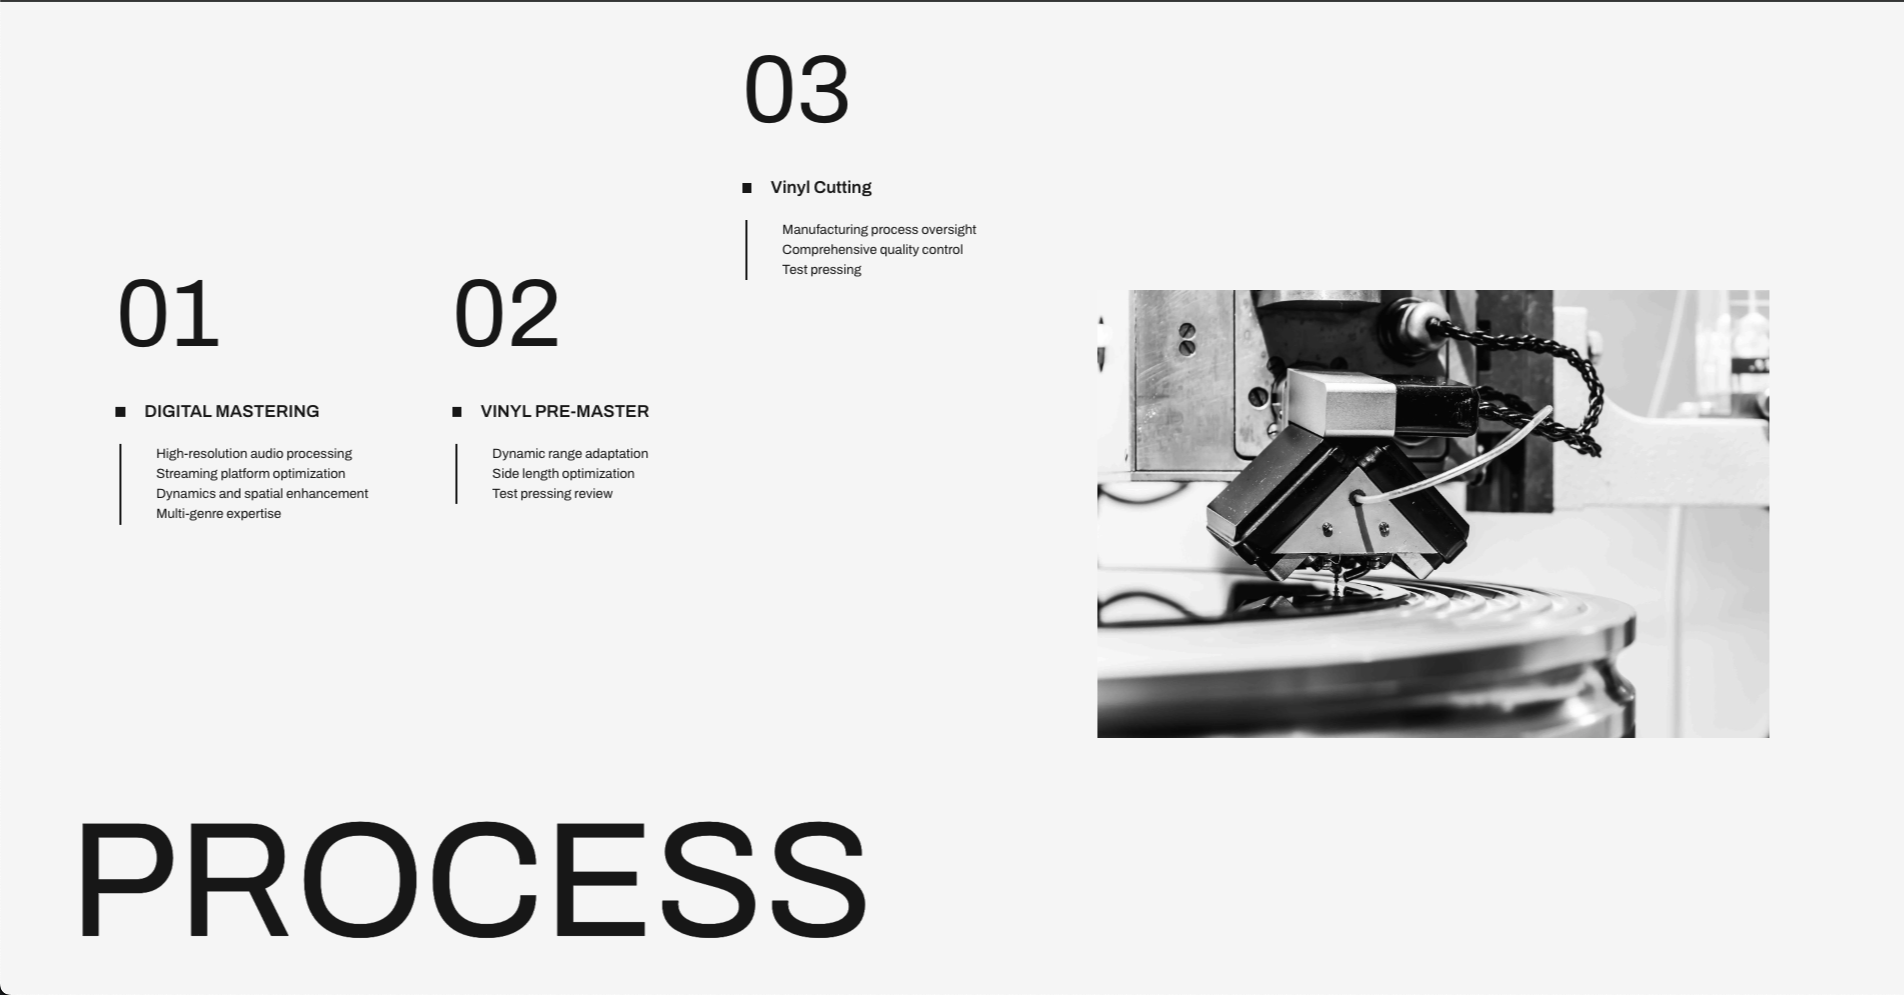 01
DIGITAL MASTERING
High-resolution audio processing
Streaming platform optimization
Dynamics and spatial enhancement
Multi-genre expertise
02
VINYL PRE-MASTER
Dynamic range adaptation
Side length optimization
Test pressing review
03
Vinyl Cutting
Manufacturing process oversight
Comprehensive quality control
Test pressing
PROCESS